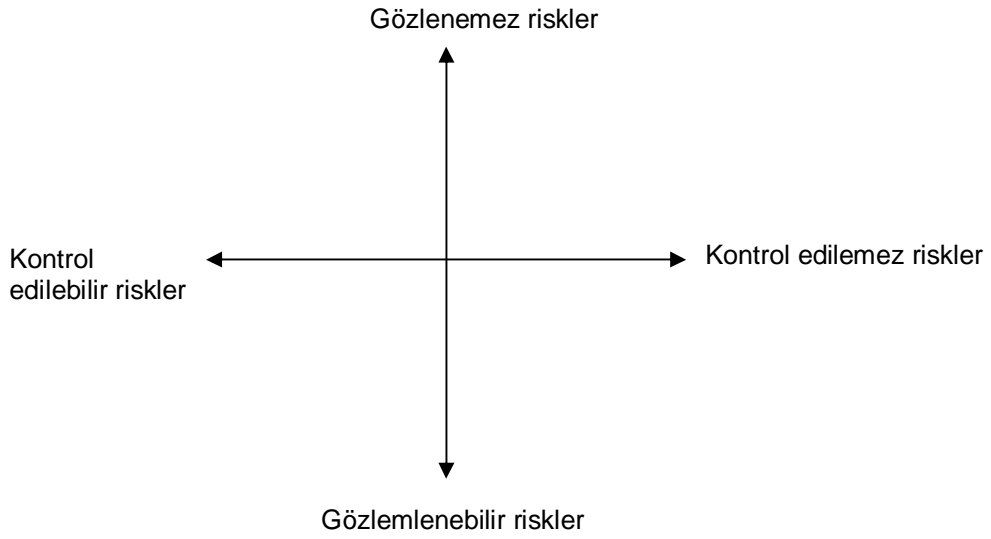 Gözlenemez riskler
Kontrol
edilebilir riskler
Kontrol edilemez riskler
Gözlemlenebilir riskler